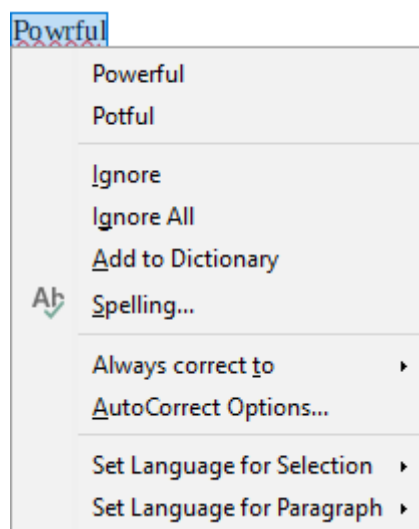 Powrful
Powerful
Potful
Ignore
Ignore All
Add to Dictionary
Ab
Spelling...
Always correct to
AutoCorrect Options...
Set Language for Selection
Set Language for Paragraph